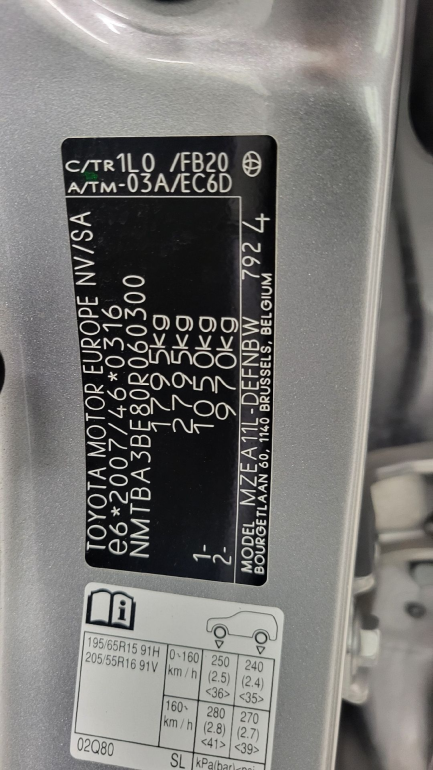 C/TR 1L0 /FB20
A/TM -03A/EC6D
TOYOTA MOTOR EUROPE NV/SA
e6*2007/46*0316
NMTBA3BE80R060300
1795kg
2725kg
1- 1050kg
2- 970kg
MODEL MZEA11L-DEFNBW 792 4
BOURGETLAAN 60, 1140 BRUSSELS, BELGIUM
195/65R15 91H
205/55R16 91V
0~160 km/h
250 (2.5) <36>
240 (2.4) <35>
160~ km/h
280 (2.8) <41>
270 (2.7) <39>
02Q80 SL